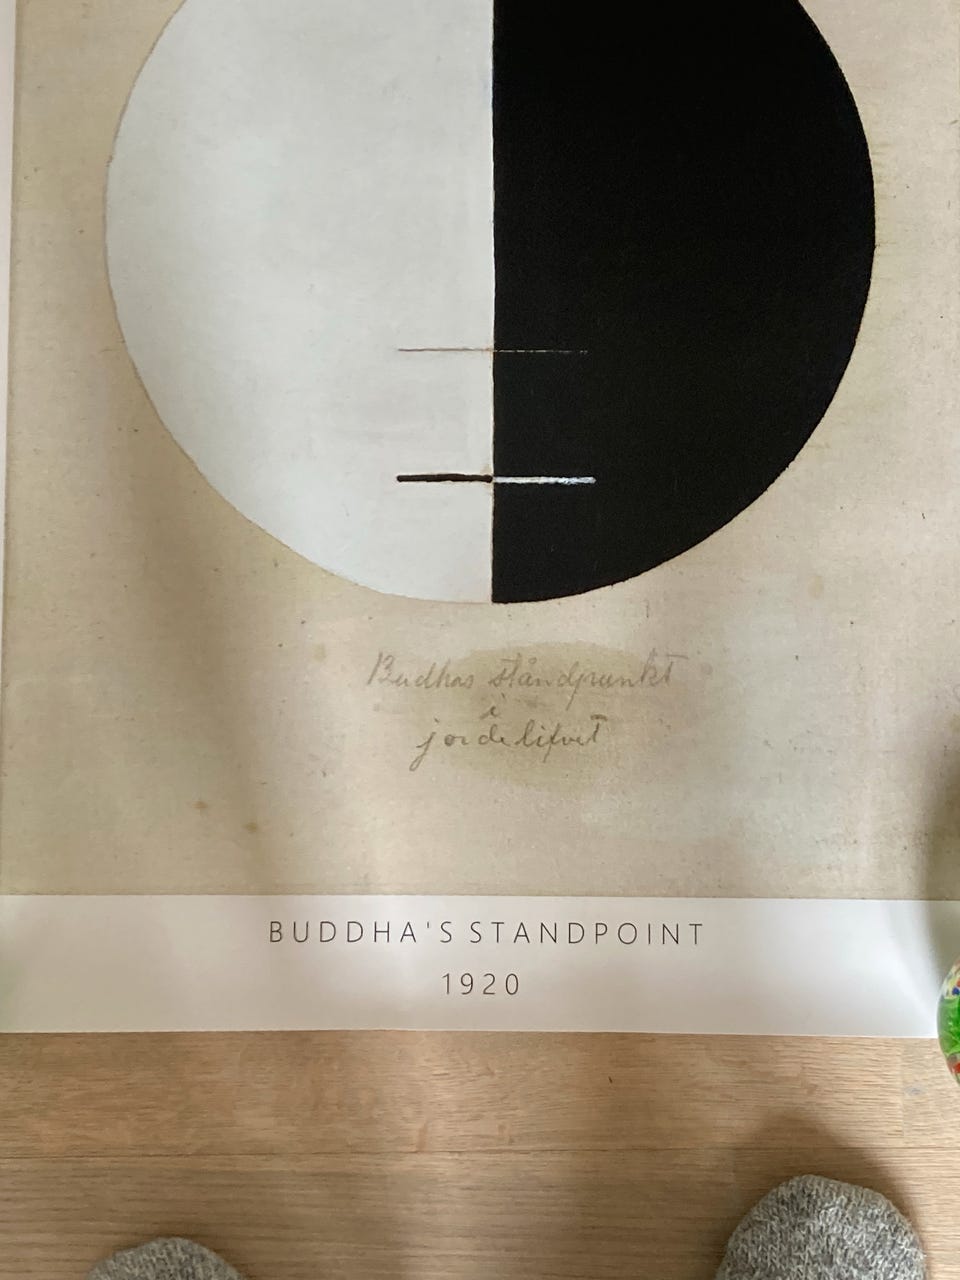 Budhas ståndpunkt
i
jordelifvet
BUDDHA'S STANDPOINT
1920